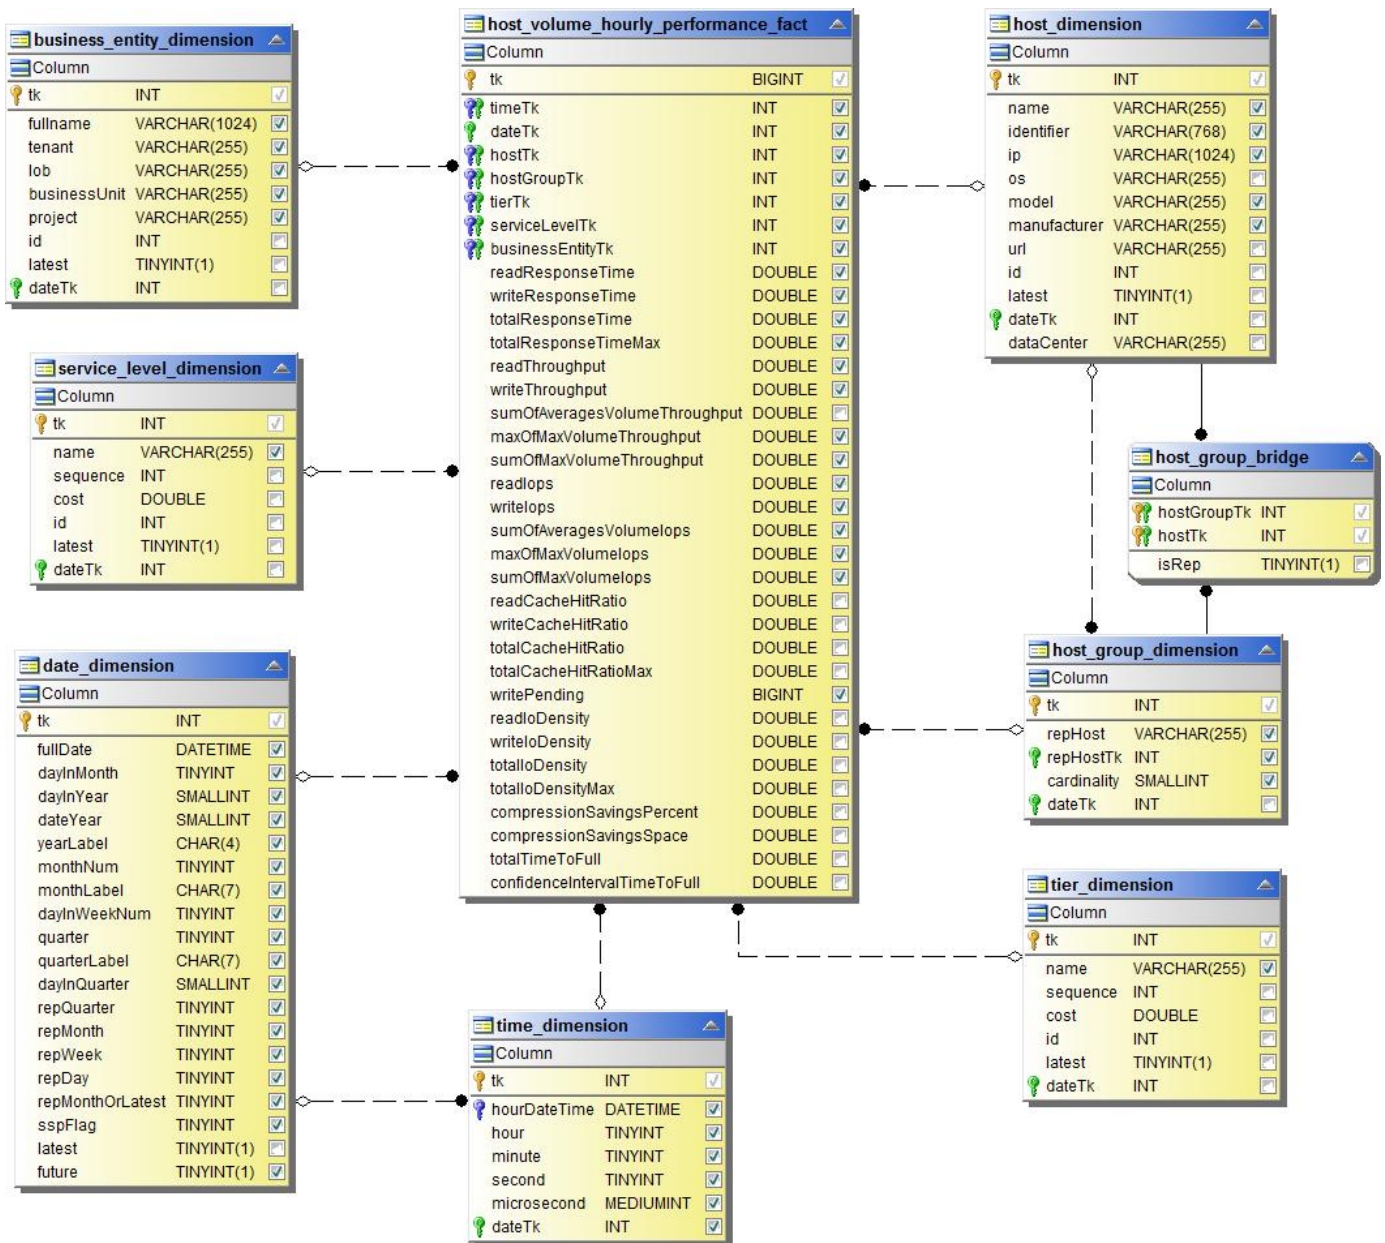 business_entity_dimension
Column
tk INT
fullname VARCHAR(1024)
tenant VARCHAR(255)
lob VARCHAR(255)
businessUnit VARCHAR(255)
project VARCHAR(255)
id INT
latest TINYINT(1)
dateTk INT
service_level_dimension
Column
tk INT
name VARCHAR(255)
sequence INT
cost DOUBLE
id INT
latest TINYINT(1)
dateTk INT
date_dimension
Column
tk INT
fullDate DATETIME
dayInMonth TINYINT
dayInYear SMALLINT
dateYear SMALLINT
yearLabel CHAR(4)
monthNum TINYINT
monthLabel CHAR(7)
dayInWeekNum TINYINT
quarter TINYINT
quarterLabel CHAR(7)
dayInQuarter SMALLINT
repQuarter TINYINT
repMonth TINYINT
repWeek TINYINT
repDay TINYINT
repMonthOrLatest TINYINT
sspFlag TINYINT
latest TINYINT(1)
future TINYINT(1)
host_volume_hourly_performance_fact
Column
tk BIGINT
timeTk INT
dateTk INT
hostTk INT
hostGroupTk INT
tierTk INT
serviceLevelTk INT
businessEntityTk INT
readResponseTime DOUBLE
writeResponseTime DOUBLE
totalResponseTime DOUBLE
totalResponseTimeMax DOUBLE
readThroughput DOUBLE
writeThroughput DOUBLE
sumOfAveragesVolumeThroughput DOUBLE
maxOfMaxVolumeThroughput DOUBLE
sumOfMaxVolumeThroughput DOUBLE
readIops DOUBLE
writeIops DOUBLE
sumOfAveragesVolumeIops DOUBLE
maxOfMaxVolumeIops DOUBLE
sumOfMaxVolumeIops DOUBLE
readCacheHitRatio DOUBLE
writeCacheHitRatio DOUBLE
totalCacheHitRatio DOUBLE
totalCacheHitRatioMax DOUBLE
writePending BIGINT
readIoDensity DOUBLE
writeIoDensity DOUBLE
totalIoDensity DOUBLE
totalIoDensityMax DOUBLE
compressionSavingsPercent DOUBLE
compressionSavingsSpace DOUBLE
totalTimeToFull DOUBLE
confidenceIntervalTimeToFull DOUBLE
time_dimension
Column
tk INT
hourDateTime DATETIME
hour TINYINT
minute TINYINT
second TINYINT
microsecond MEDIUMINT
dateTk INT
host_dimension
Column
tk INT
name VARCHAR(255)
identifier VARCHAR(768)
ip VARCHAR(1024)
os VARCHAR(255)
model VARCHAR(255)
manufacturer VARCHAR(255)
url VARCHAR(255)
id INT
latest TINYINT(1)
dateTk INT
dataCenter VARCHAR(255)
host_group_bridge
Column
hostGroupTk INT
hostTk INT
isRep TINYINT(1)
host_group_dimension
Column
tk INT
repHost VARCHAR(255)
repHostTk INT
cardinality SMALLINT
dateTk INT
tier_dimension
Column
tk INT
name VARCHAR(255)
sequence INT
cost DOUBLE
id INT
latest TINYINT(1)
dateTk INT